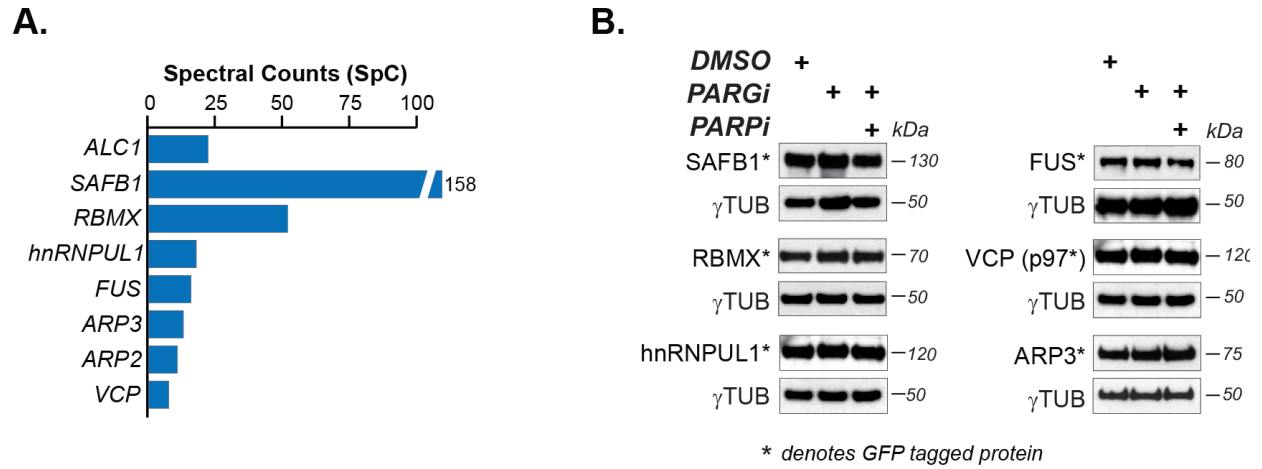 A.
Spectral Counts (SpC)
0 25 50 75 100
ALC1
SAFB1 158
RBMX
hnRNPUL1
FUS
ARP3
ARP2
VCP
B.
DMSO +
PARGi + +
PARPi + kDa
SAFB1* 130
γTUB 50
RBMX* 70
γTUB 50
hnRNPUL1* 120
γTUB 50
+
+ +
+ kDa
FUS* 80
γTUB 50
VCP (p97*) 120
γTUB 50
ARP3* 75
γTUB 50
* denotes GFP tagged protein